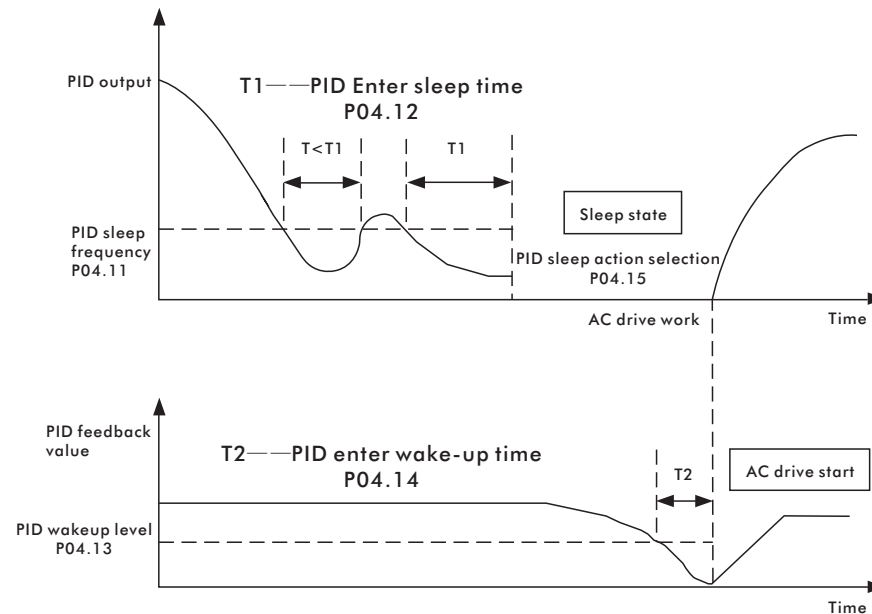 PID output
T1——PID Enter sleep time
P04.12
T<T1
T1
Sleep state
PID sleep
frequency
P04.11
PID sleep action selection
P04.15
AC drive work
Time
PID feedback
value
T2——PID enter wake-up time
P04.14
T2
AC drive start
PID wakeup level
P04.13
Time